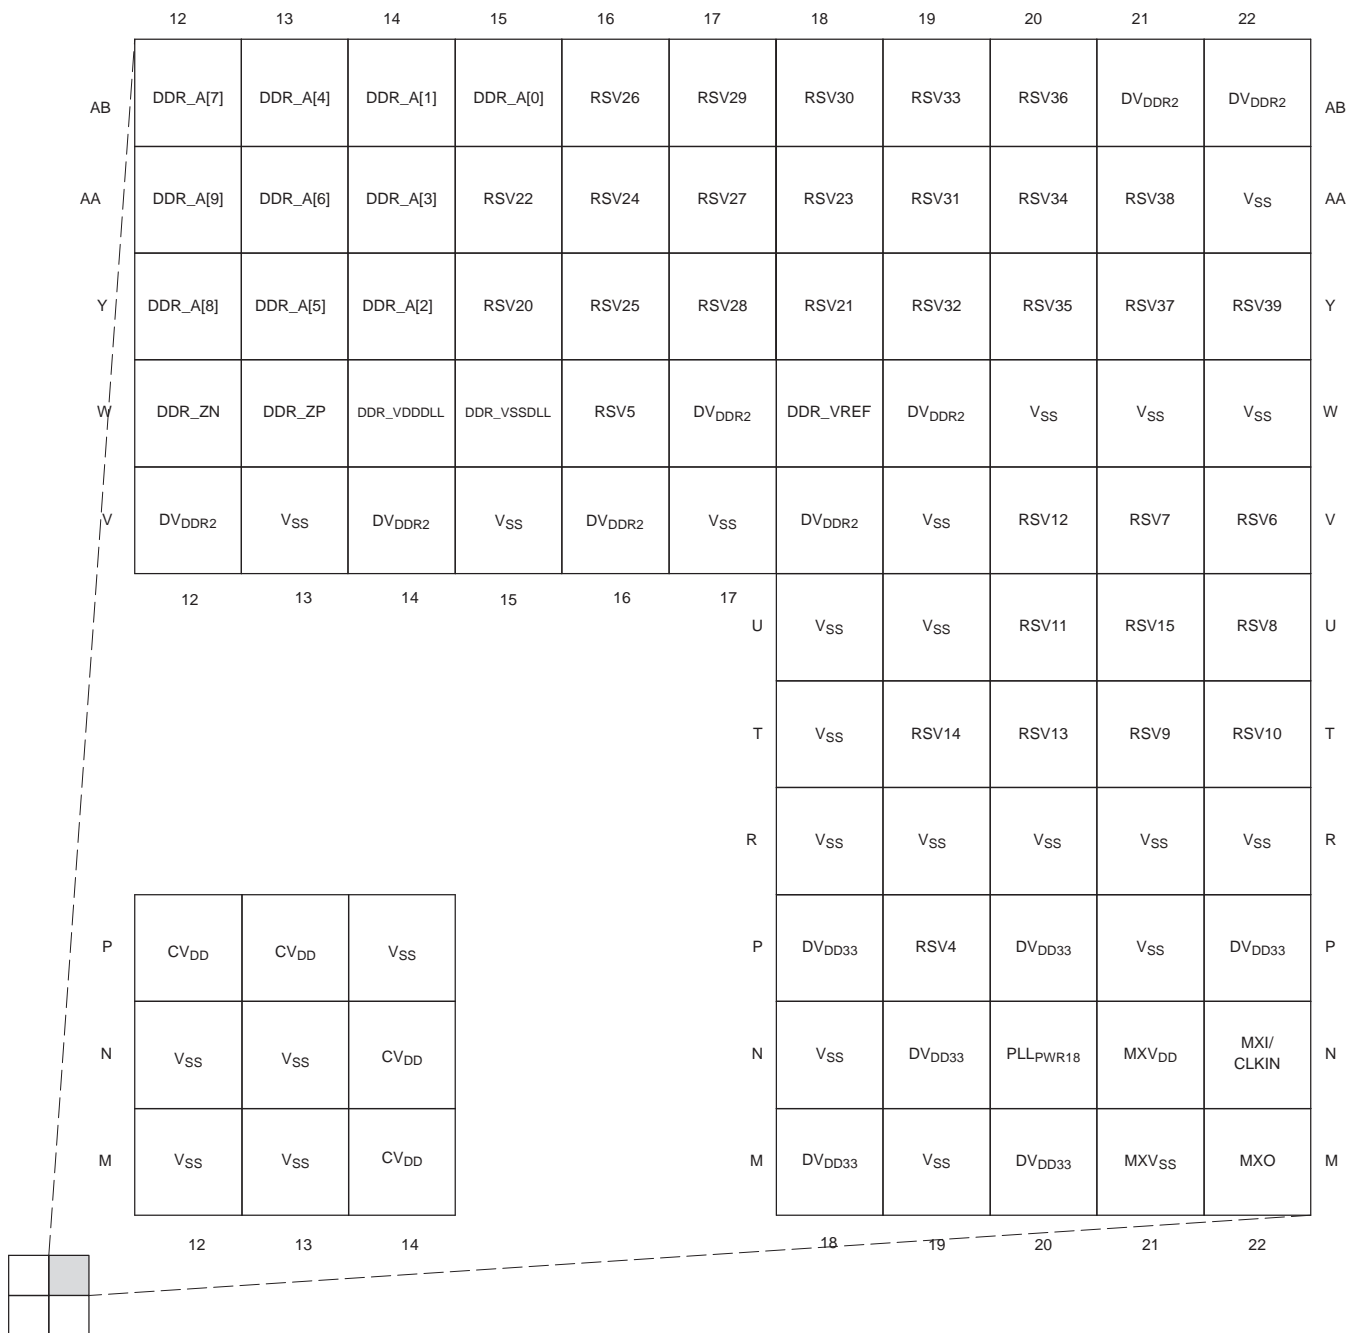 12 13 14 15 16 17 18 19 20 21 22
AB DDR_A[7] DDR_A[4] DDR_A[1] DDR_A[0] RSV26 RSV29 RSV30 RSV33 RSV36 DVDDR2 DVDDR2 AB
AA DDR_A[9] DDR_A[6] DDR_A[3] RSV22 RSV24 RSV27 RSV23 RSV31 RSV34 RSV38 VSS AA
Y DDR_A[8] DDR_A[5] DDR_A[2] RSV20 RSV25 RSV28 RSV21 RSV32 RSV35 RSV37 RSV39 Y
W DDR_ZN DDR_ZP DDR_VDDDLL DDR_VSSDLL RSV5 DVDDR2 DDR_VREF DVDDR2 VSS VSS VSS W
V DVDDR2 VSS DVDDR2 VSS DVDDR2 VSS DVDDR2 VSS RSV12 RSV7 RSV6 V
12 13 14 15 16 17
U VSS VSS RSV11 RSV15 RSV8 U
T VSS RSV14 RSV13 RSV9 RSV10 T
R VSS VSS VSS VSS VSS R
P CVDD CVDD VSS P DVDD33 RSV4 DVDD33 VSS DVDD33 P
N VSS VSS CVDD N VSS DVDD33 PLLPWR18 MXVDD MXI/
CLKIN N
M VSS VSS CVDD M DVDD33 VSS DVDD33 MXVSS MXO M
12 13 14 18 19 20 21 22